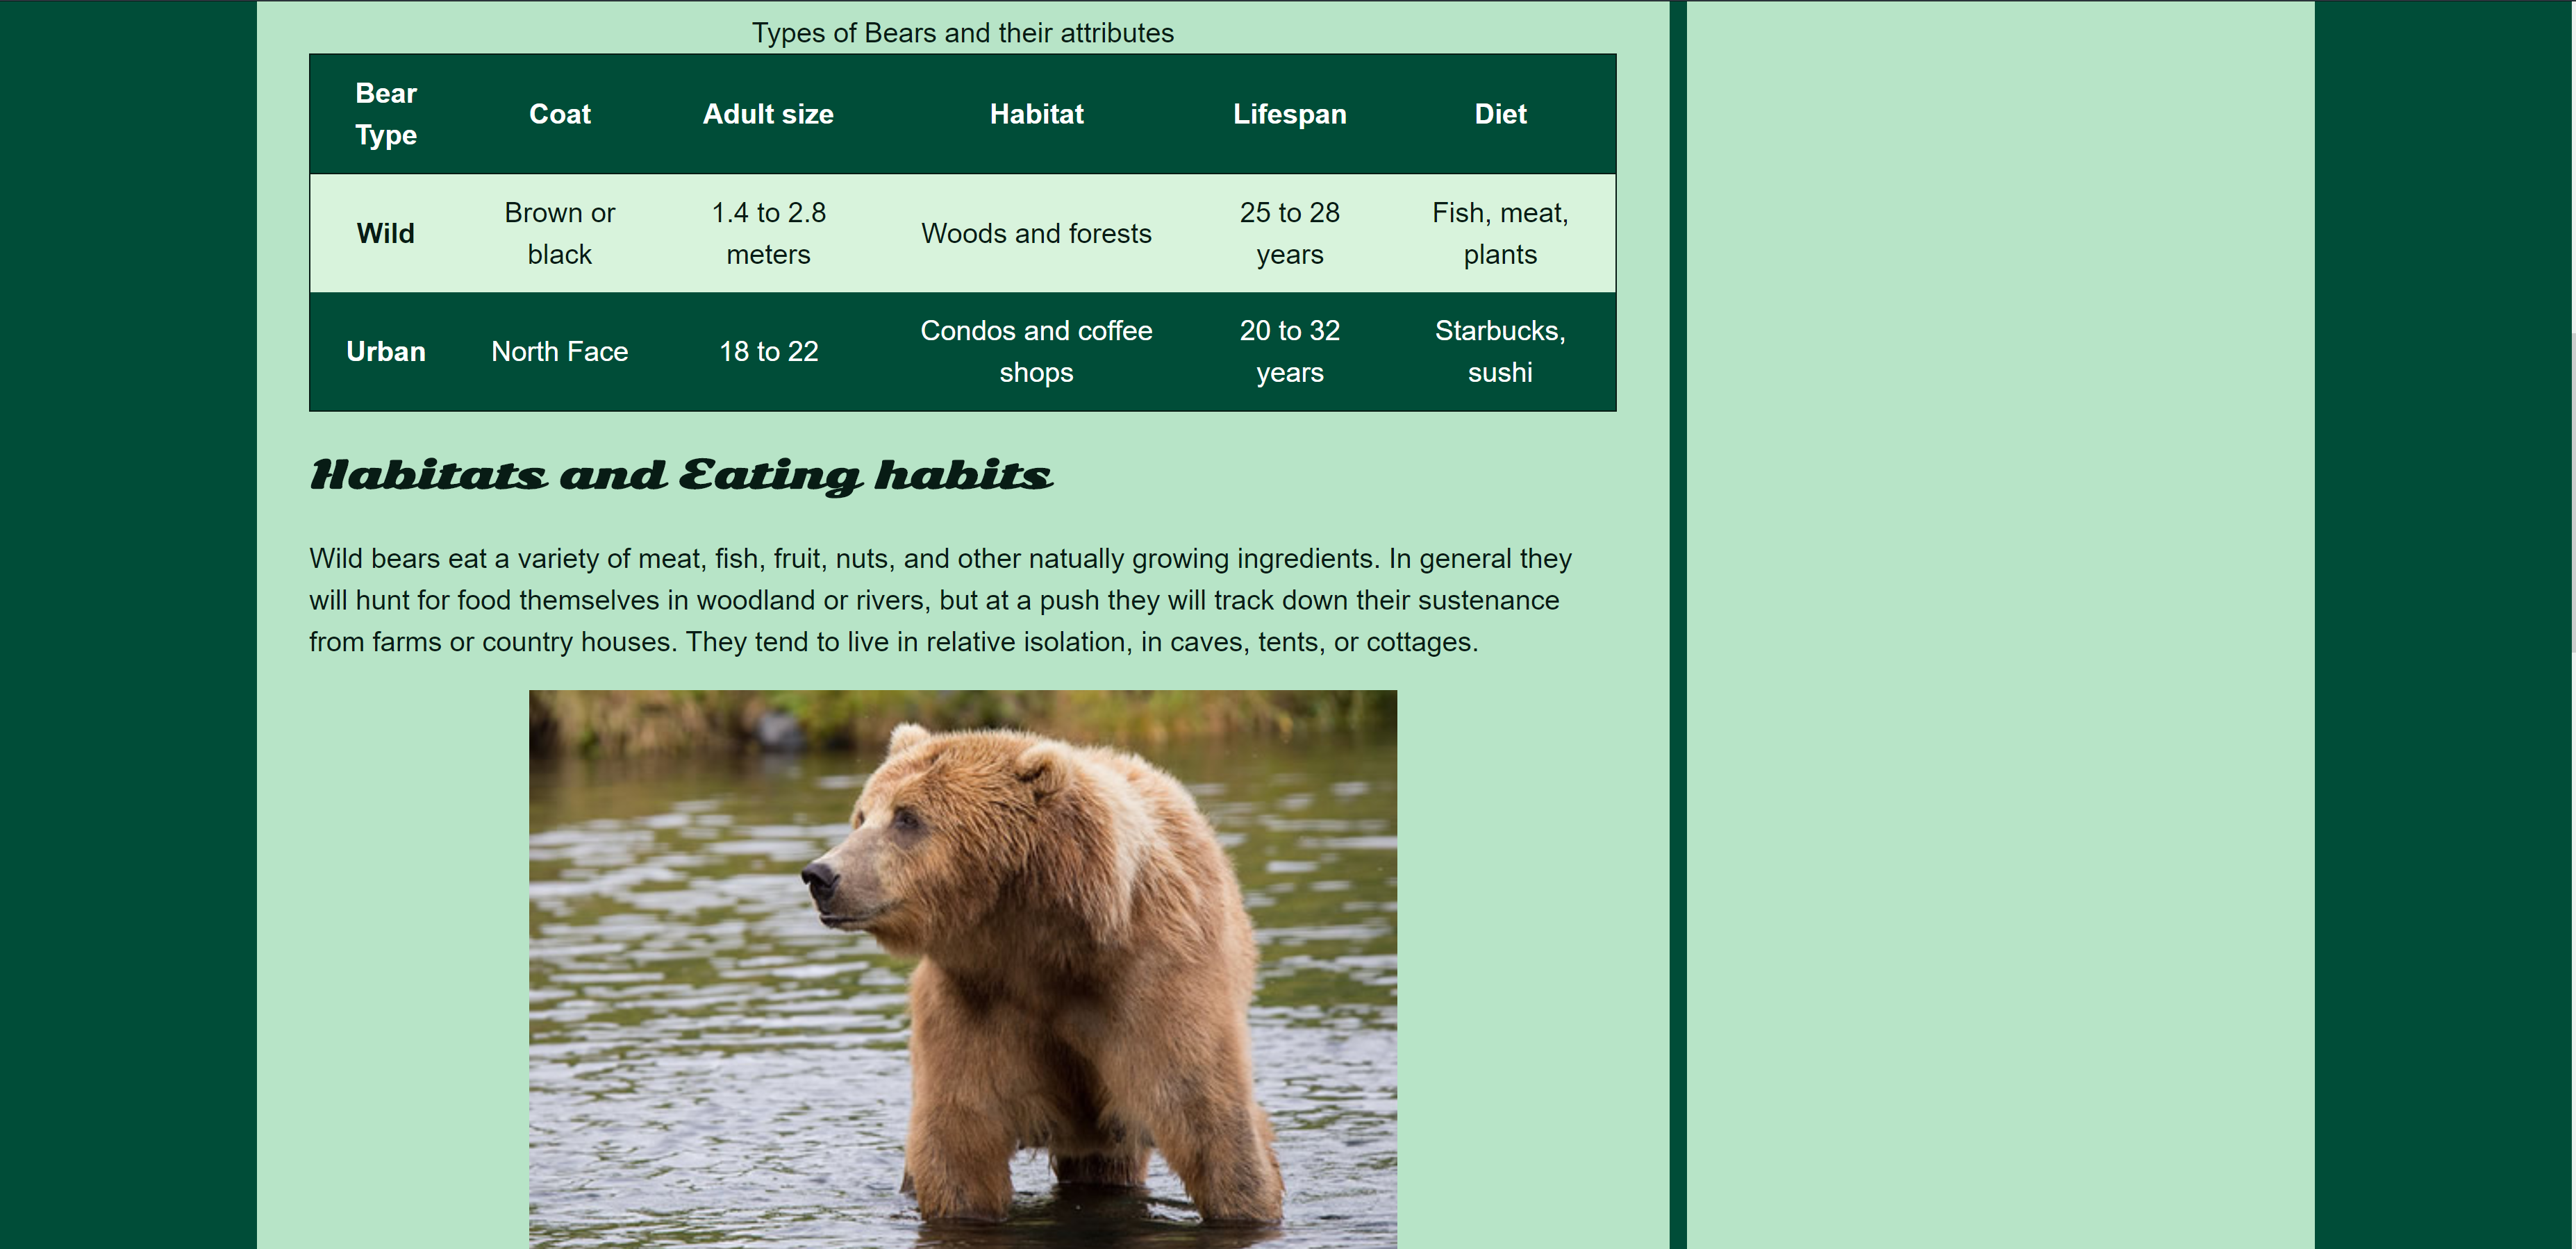 Types of Bears and their attributes
Bear Type Coat Adult size Habitat Lifespan Diet
Wild Brown or black 1.4 to 2.8 meters Woods and forests 25 to 28 years Fish, meat, plants
Urban North Face 18 to 22 Condos and coffee shops 20 to 32 years Starbucks, sushi
Habitats and Eating habits
Wild bears eat a variety of meat, fish, fruit, nuts, and other natually growing ingredients. In general they
will hunt for food themselves in woodland or rivers, but at a push they will track down their sustenance
from farms or country houses. They tend to live in relative isolation, in caves, tents, or cottages.